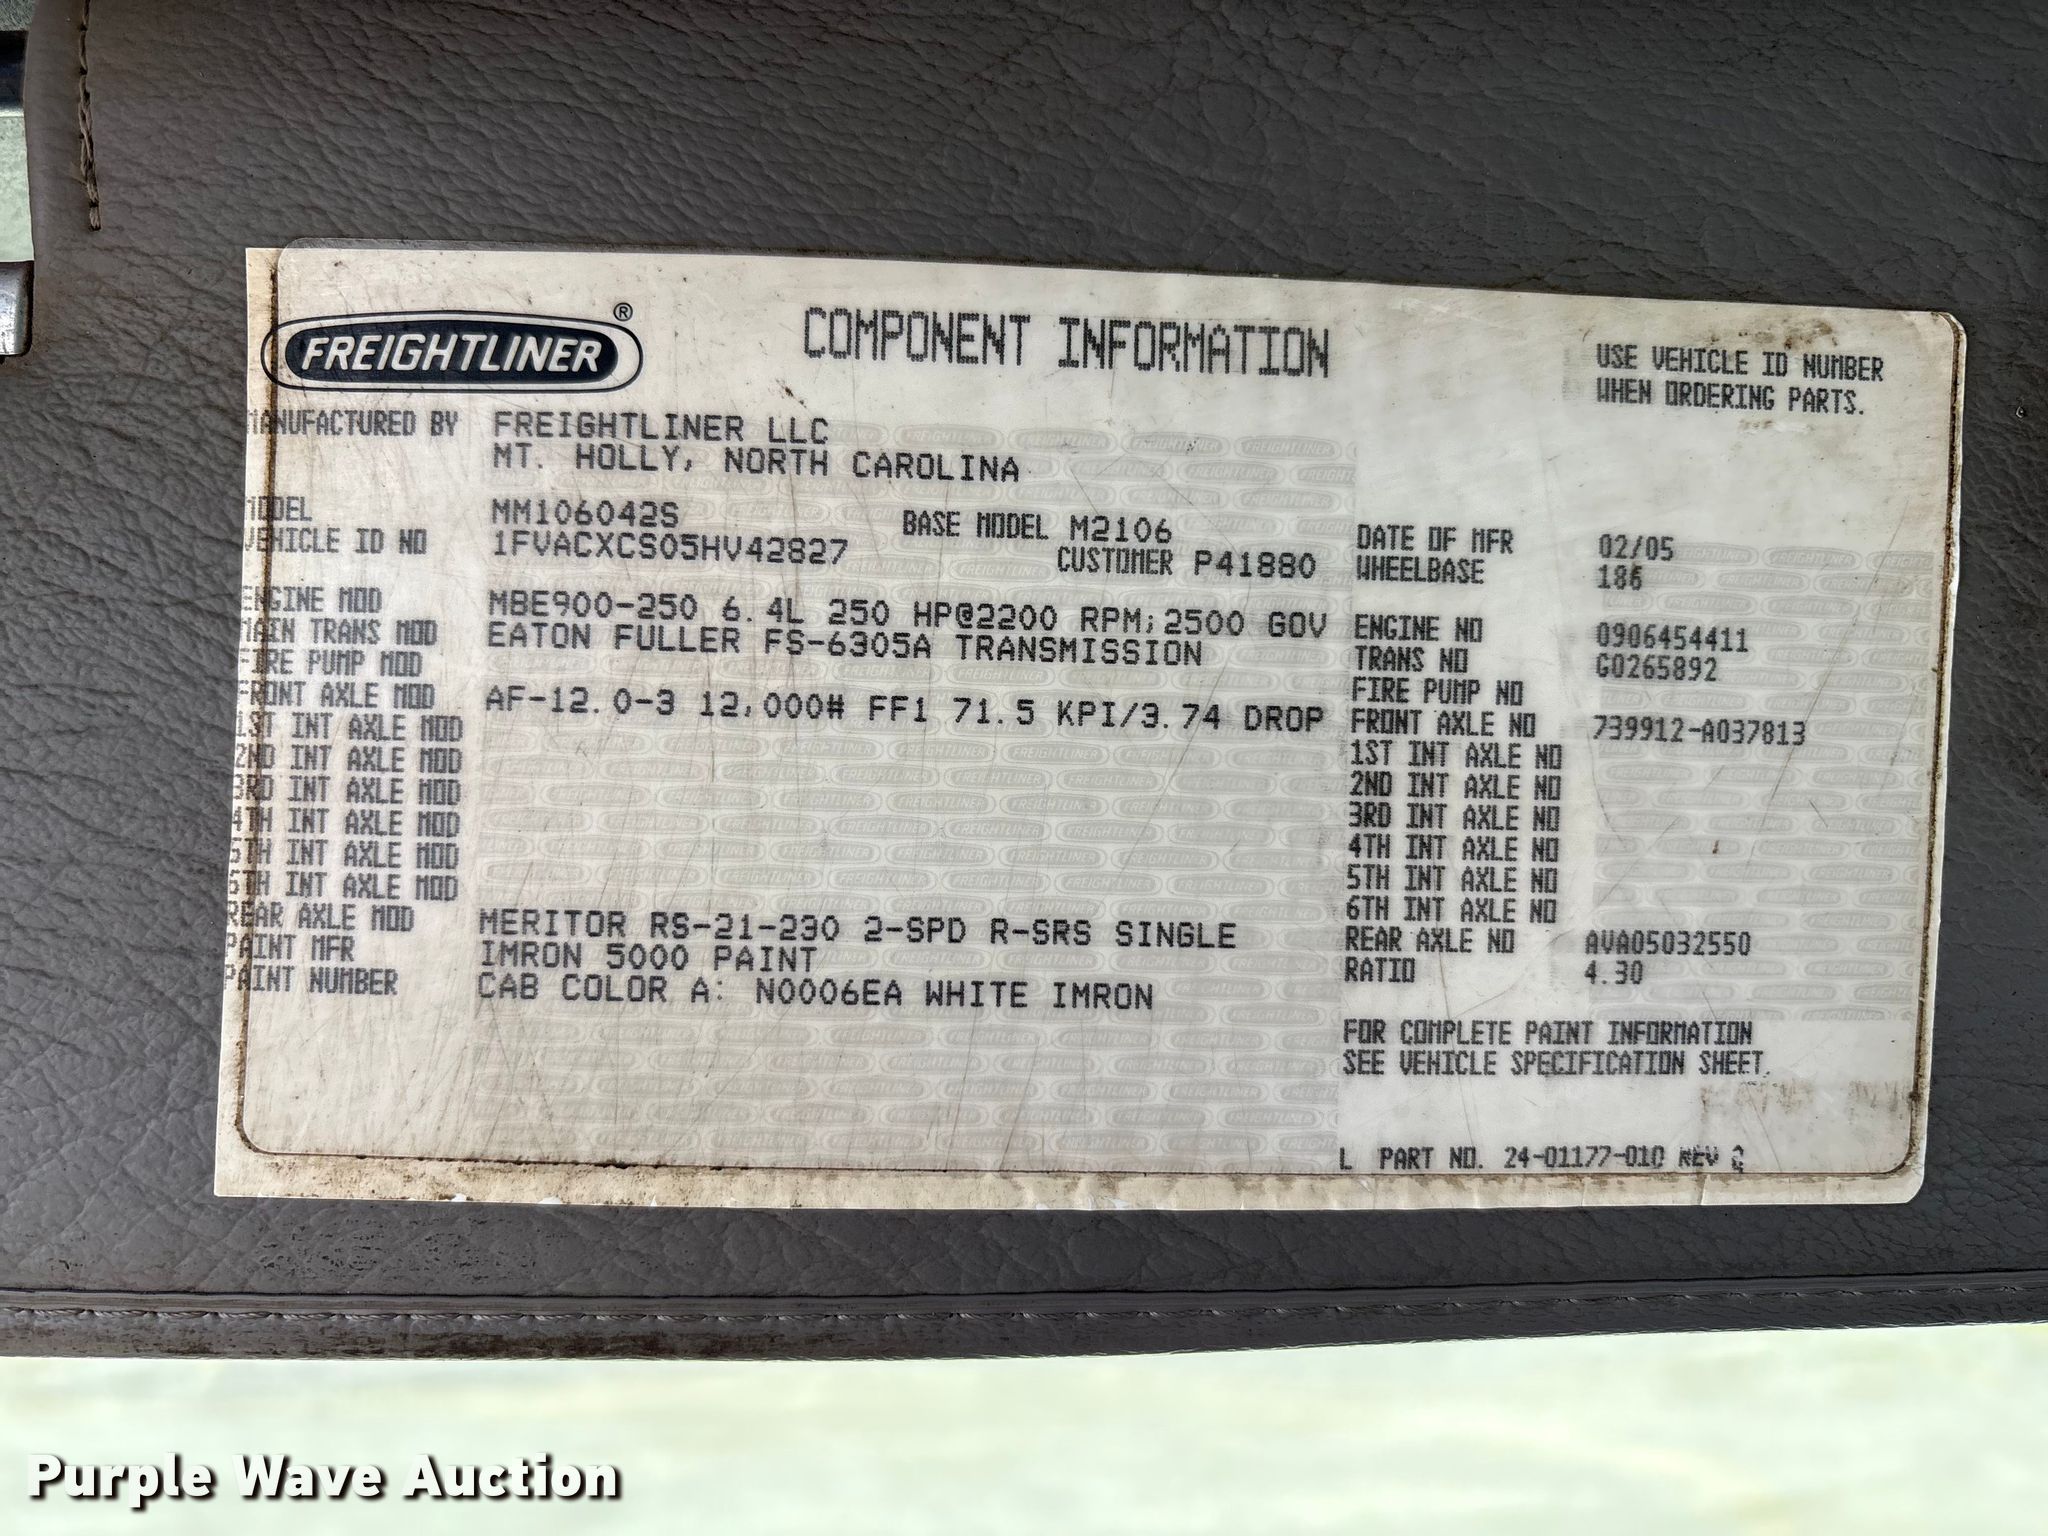 FREIGHTLINER ®
COMPONENT INFORMATION
USE VEHICLE ID NUMBER
WHEN ORDERING PARTS.
MANUFACTURED BY FREIGHTLINER LLC
MT. HOLLY, NORTH CAROLINA
MODEL MM106042S BASE MODEL M2106 DATE OF MFR 02/05
VEHICLE ID NO 1FVACXCS05HV42827 CUSTOMER P41880 WHEELBASE 186
ENGINE MOD MBE900-250 6.4L 250 HP@2200 RPM;2500 GOV ENGINE NO 0906454411
MAIN TRANS MOD EATON FULLER FS-6305A TRANSMISSION TRANS NO G0265892
FIRE PUMP MOD FIRE PUMP NO
FRONT AXLE MOD AF-12.0-3 12,000# FF1 71.5 KPI/3.74 DROP FRONT AXLE NO 739912-A037813
1ST INT AXLE MOD 1ST INT AXLE NO
2ND INT AXLE MOD 2ND INT AXLE NO
3RD INT AXLE MOD 3RD INT AXLE NO
4TH INT AXLE MOD 4TH INT AXLE NO
5TH INT AXLE MOD 5TH INT AXLE NO
6TH INT AXLE MOD 6TH INT AXLE NO
REAR AXLE MOD MERITOR RS-21-230 2-SPD R-SRS SINGLE REAR AXLE NO AVA05032550
PAINT MFR IMRON 5000 PAINT RATIO 4.30
PAINT NUMBER CAB COLOR A: N0006EA WHITE IMRON
FOR COMPLETE PAINT INFORMATION
SEE VEHICLE SPECIFICATION SHEET.
L PART NO. 24-01177-010 REV
Purple Wave Auction